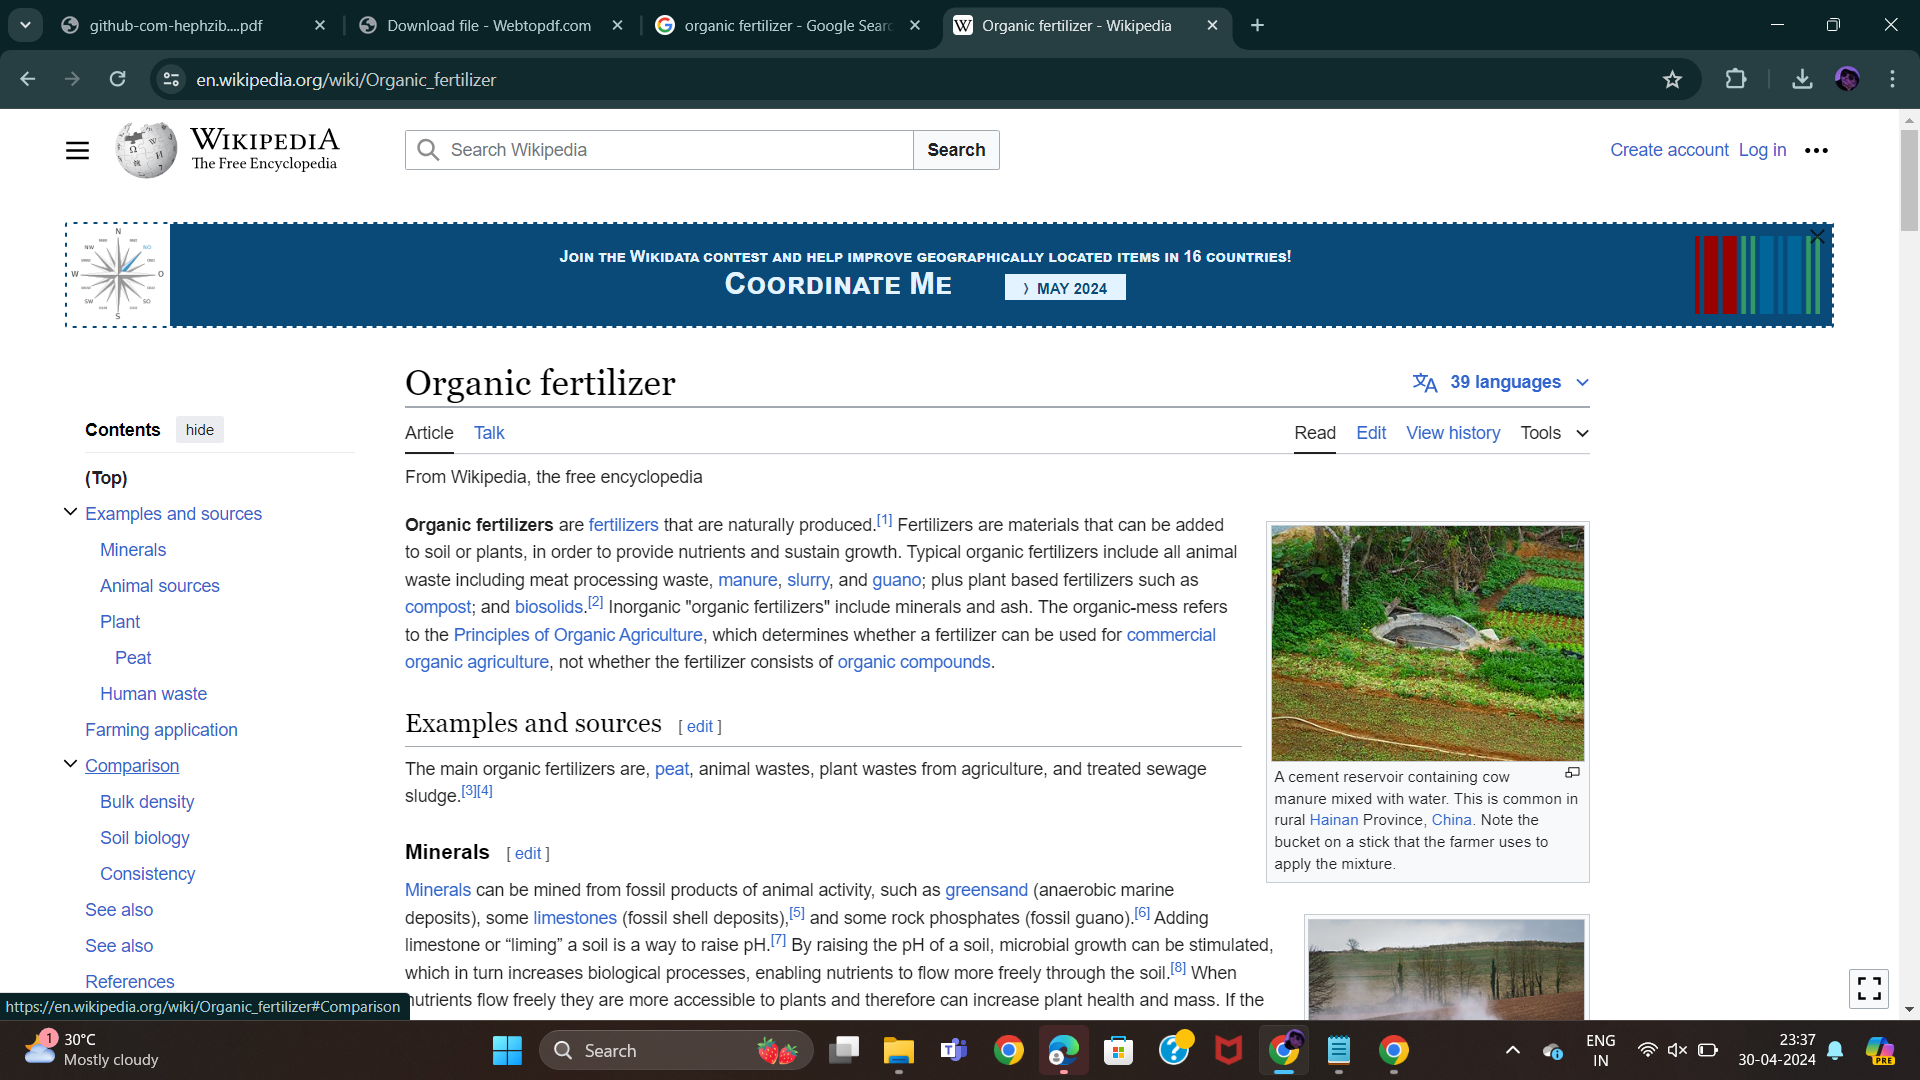 github-com-hephzib....pdf
Download file - Webtopdf.com
organic fertilizer - Google Searc
Organic fertilizer - Wikipedia
en.wikipedia.org/wiki/Organic_fertilizer
WIKIPEDIA
The Free Encyclopedia
Search Wikipedia
Search
Create account Log in
N
W
O
S
JOIN THE WIKIDATA CONTEST AND HELP IMPROVE GEOGRAPHICALLY LOCATED ITEMS IN 16 COUNTRIES!
COORDINATE ME
⟩ MAY 2024
Organic fertilizer
39 languages
Contents hide
Article Talk
Read Edit View history Tools
(Top)
Examples and sources
Minerals
Animal sources
Plant
Peat
Human waste
Farming application
Comparison
Bulk density
Soil biology
Consistency
See also
See also
References
From Wikipedia, the free encyclopedia
Organic fertilizers are fertilizers that are naturally produced.[1] Fertilizers are materials that can be added
to soil or plants, in order to provide nutrients and sustain growth. Typical organic fertilizers include all animal
waste including meat processing waste, manure, slurry, and guano; plus plant based fertilizers such as
compost; and biosolids.[2] Inorganic "organic fertilizers" include minerals and ash. The organic-mess refers
to the Principles of Organic Agriculture, which determines whether a fertilizer can be used for commercial
organic agriculture, not whether the fertilizer consists of organic compounds.
Examples and sources [ edit ]
The main organic fertilizers are, peat, animal wastes, plant wastes from agriculture, and treated sewage
sludge.[3][4]
Minerals [ edit ]
Minerals can be mined from fossil products of animal activity, such as greensand (anaerobic marine
deposits), some limestones (fossil shell deposits),[5] and some rock phosphates (fossil guano).[6] Adding
limestone or “liming” a soil is a way to raise pH.[7] By raising the pH of a soil, microbial growth can be stimulated,
which in turn increases biological processes, enabling nutrients to flow more freely through the soil.[8] When
nutrients flow freely they are more accessible to plants and therefore can increase plant health and mass. If the
A cement reservoir containing cow
manure mixed with water. This is common in
rural Hainan Province, China. Note the
bucket on a stick that the farmer uses to
apply the mixture.
https://en.wikipedia.org/wiki/Organic_fertilizer#Comparison
1
30°C
Mostly cloudy
Search
ENG
IN
23:37
30-04-2024
PRE